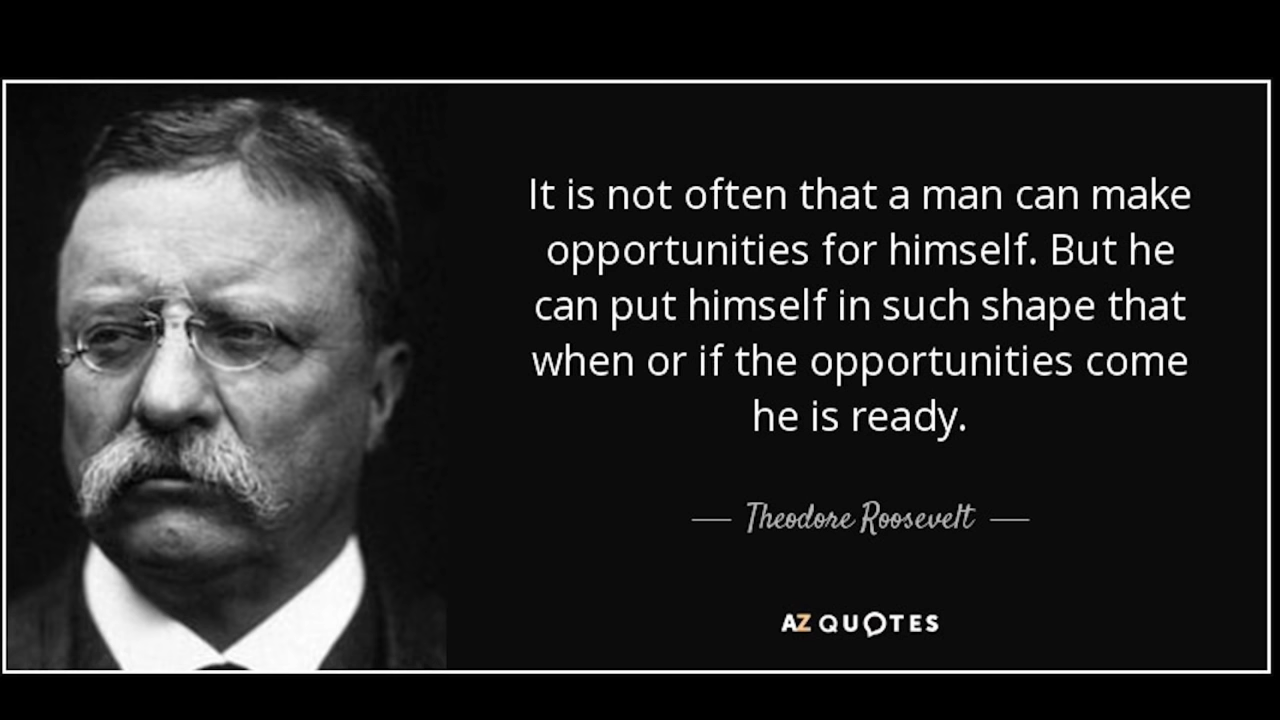 It is not often that a man can make
opportunities for himself. But he
can put himself in such shape that
when or if the opportunities come
he is ready.
Theodore Roosevelt
AZ QUOTES